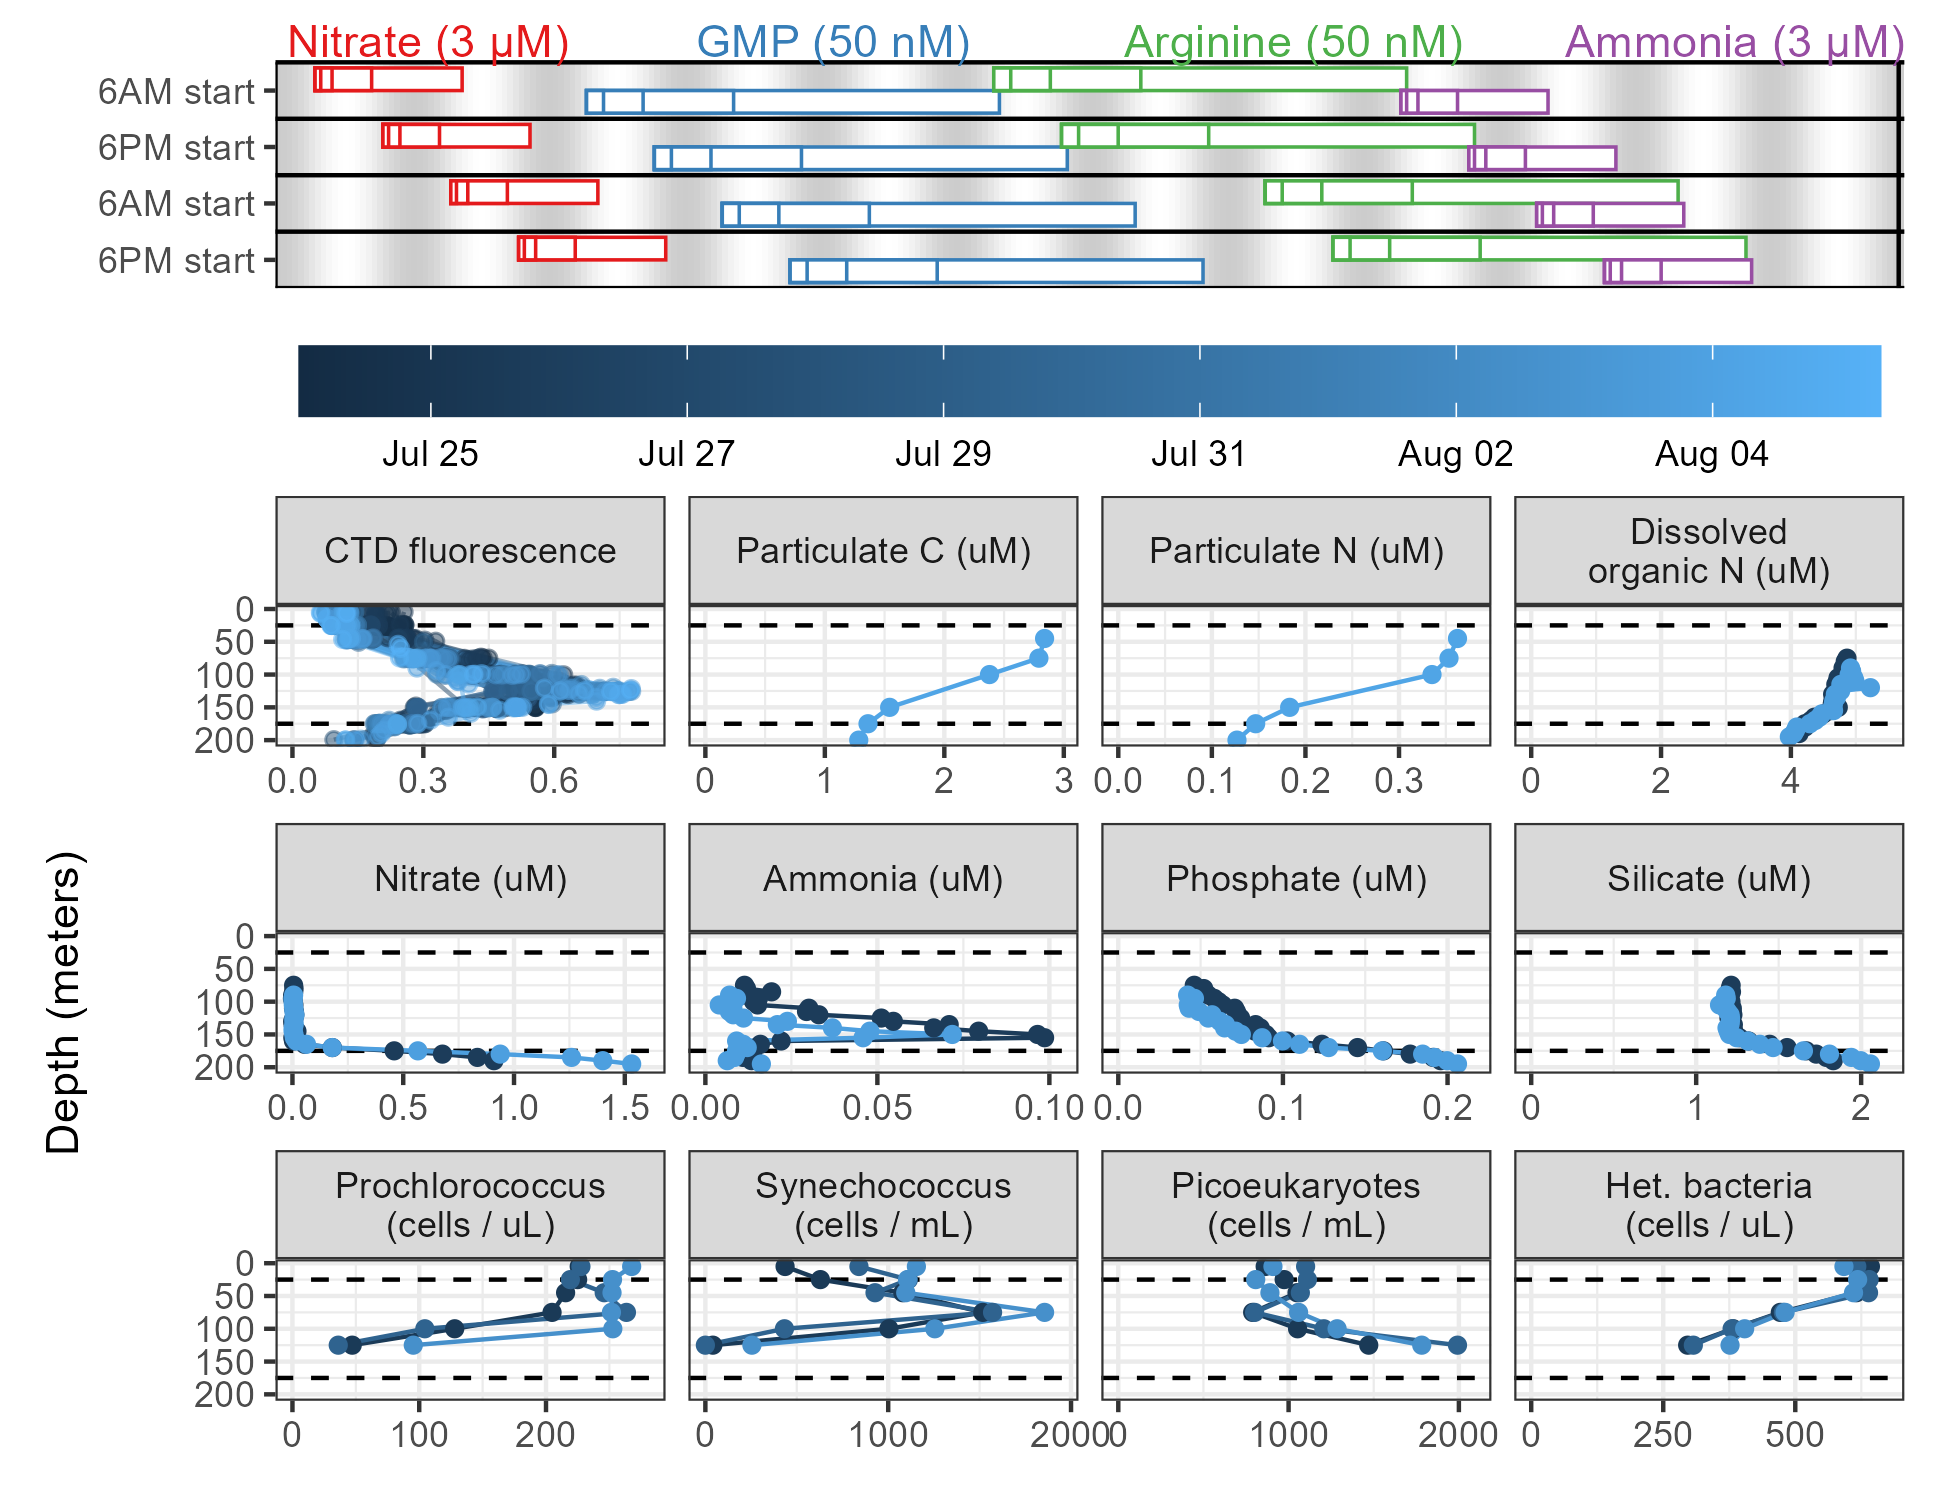 Nitrate (3 µM) GMP (50 nM) Arginine (50 nM) Ammonia (3 µM)
6AM start
6PM start
6AM start
6PM start
Jul 25 Jul 27 Jul 29 Jul 31 Aug 02 Aug 04
Depth (meters)
CTD fluorescence Particulate C (uM) Particulate N (uM) Dissolved
organic N (uM)
0
50
100
150
200
0.0 0.3 0.6 0 1 2 3 0.0 0.1 0.2 0.3 0 2 4
Nitrate (uM) Ammonia (uM) Phosphate (uM) Silicate (uM)
0
50
100
150
200
0.0 0.5 1.0 1.5 0.00 0.05 0.10 0.0 0.1 0.2 0 1 2
Prochlorococcus Synechococcus Picoeukaryotes Het. bacteria
(cells / uL) (cells / mL) (cells / mL) (cells / uL)
0
50
100
150
200
0 100 200 0 1000 2000 0 1000 2000 0 250 500